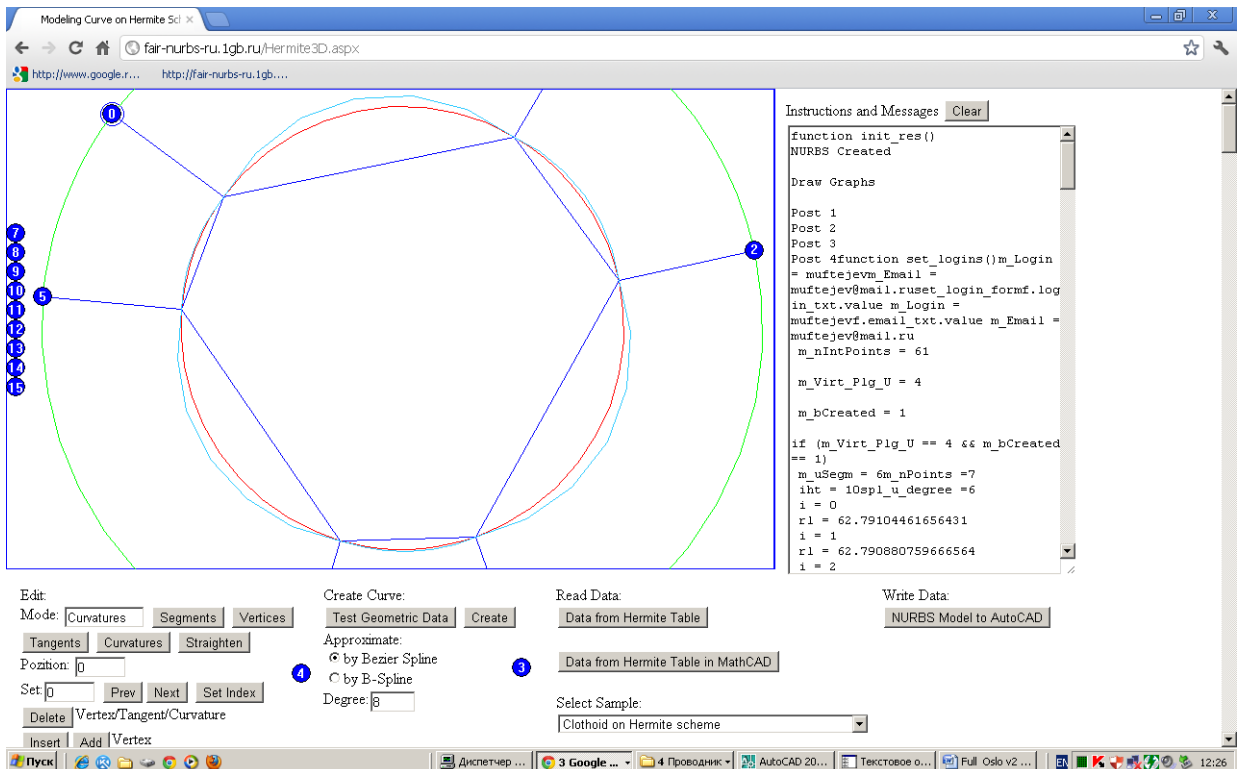 Modeling Curve on Hermite Scl
fair-nurbs-ru.1gb.ru/Hermite3D.aspx
http://www.google.r... http://fair-nurbs-ru.1gb....
0
2
5
7
8
9
10
11
12
13
14
15
Instructions and Messages Clear
function init_res()
NURBS Created
Draw Graphs
Post 1
Post 2
Post 3
Post 4function set_logins()m_Login
= muftejevm_Email =
muftejev@mail.ruset_login_formf.log
in_txt.value m_Login =
muftejevf.email_txt.value m_Email =
muftejev@mail.ru
m_nIntPoints = 61
m_Virt_Plg_U = 4
m_bCreated = 1
if (m_Virt_Plg_U == 4 && m_bCreated
== 1)
m_uSegm = 6m_nPoints =7
iht = 10spl_u_degree =6
i = 0
r1 = 62.79104461656431
i = 1
r1 = 62.790880759666564
i = 2
Edit:
Mode: Curvatures Segments Vertices
Tangents Curvatures Straighten
Pozition: 0
Set: 0 Prev Next Set Index
Delete Vertex/Tangent/Curvature
Insert Add Vertex
4
Create Curve:
Test Geometric Data Create
Approximate:
by Bezier Spline
by B-Spline
Degree: 8
3
Read Data:
Data from Hermite Table
Data from Hermite Table in MathCAD
Select Sample:
Clothoid on Hermite scheme
Write Data:
NURBS Model to AutoCAD
Пуск
Диспетчер ...
3 Google ...
4 Проводник
AutoCAD 20...
Текстовое о...
Full Oslo v2 ...
EN
12:26